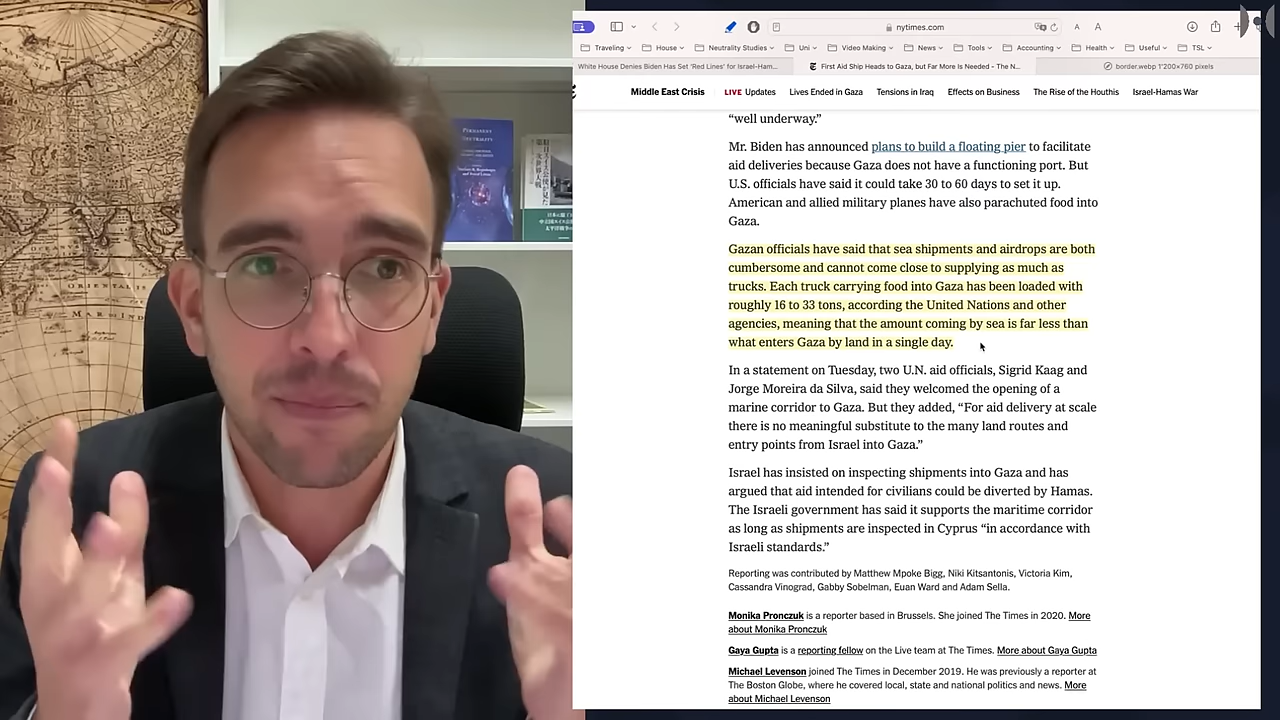 nytimes.com
A A
Traveling House Neutrality Studies Uni Video Making News Tools Accounting Health Useful TSL
White House Denies Biden Has Set 'Red Lines' for Israel-Ham...
First Aid Ship Heads to Gaza, but Far More Is Needed - The N...
border.webp 1'200×760 pixels
Middle East Crisis LIVE Updates Lives Ended in Gaza Tensions in Iraq Effects on Business The Rise of the Houthis Israel-Hamas War
“well underway.”
Mr. Biden has announced plans to build a floating pier to facilitate
aid deliveries because Gaza does not have a functioning port. But
U.S. officials have said it could take 30 to 60 days to set it up.
American and allied military planes have also parachuted food into
Gaza.
Gazan officials have said that sea shipments and airdrops are both
cumbersome and cannot come close to supplying as much as
trucks. Each truck carrying food into Gaza has been loaded with
roughly 16 to 33 tons, according the United Nations and other
agencies, meaning that the amount coming by sea is far less than
what enters Gaza by land in a single day.
In a statement on Tuesday, two U.N. aid officials, Sigrid Kaag and
Jorge Moreira da Silva, said they welcomed the opening of a
marine corridor to Gaza. But they added, “For aid delivery at scale
there is no meaningful substitute to the many land routes and
entry points from Israel into Gaza.”
Israel has insisted on inspecting shipments into Gaza and has
argued that aid intended for civilians could be diverted by Hamas.
The Israeli government has said it supports the maritime corridor
as long as shipments are inspected in Cyprus “in accordance with
Israeli standards.”
Reporting was contributed by Matthew Mpoke Bigg, Niki Kitsantonis, Victoria Kim,
Cassandra Vinograd, Gabby Sobelman, Euan Ward and Adam Sella.
Monika Pronczuk is a reporter based in Brussels. She joined The Times in 2020. More
about Monika Pronczuk
Gaya Gupta is a reporting fellow on the Live team at The Times. More about Gaya Gupta
Michael Levenson joined The Times in December 2019. He was previously a reporter at
The Boston Globe, where he covered local, state and national politics and news. More
about Michael Levenson
PERMANENT
NEUTRALITY
ORIENTAL